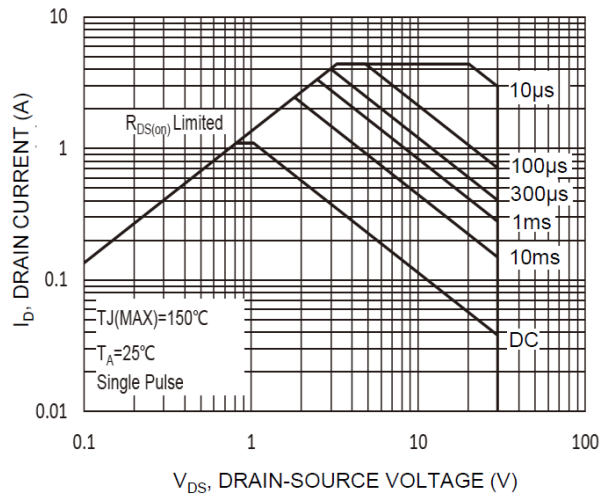 10
1
0.1
0.01
I_D, DRAIN CURRENT (A)
R_DS(on) Limited
10µs
100µs
300µs
1ms
10ms
DC
TJ(MAX)=150℃
T_A=25℃
Single Pulse
0.1
1
10
100
V_DS, DRAIN-SOURCE VOLTAGE (V)